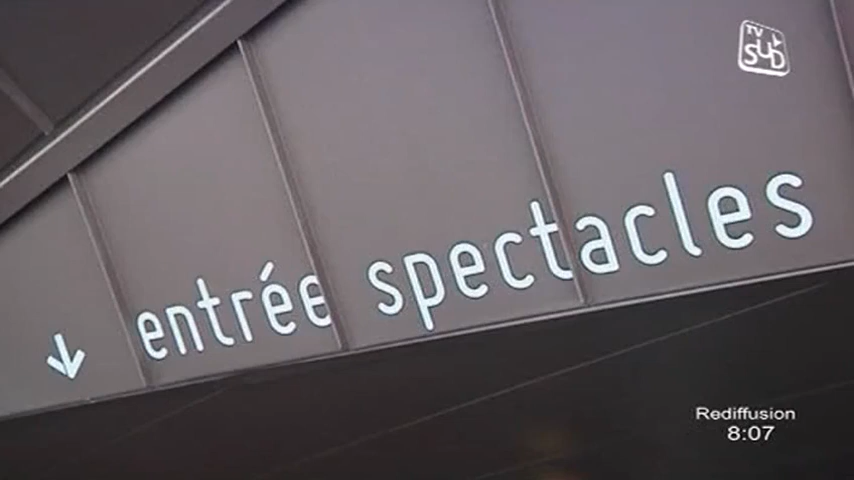 TV
SUD
↓ entrée spectacles
Rediffusion
8:07